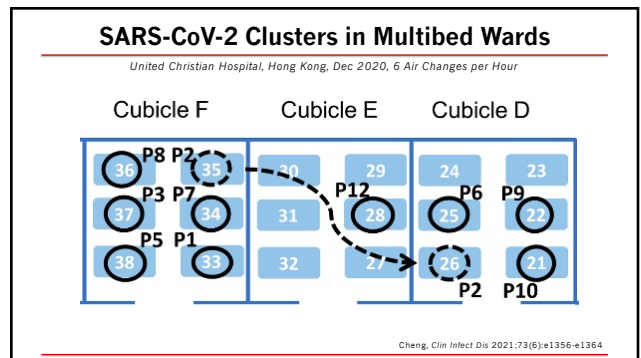 SARS-CoV-2 Clusters in Multibed Wards
United Christian Hospital, Hong Kong, Dec 2020, 6 Air Changes per Hour
Cubicle F Cubicle E Cubicle D
36 P8 P2 35 30 29 24 23
P3 P7 P12 P6 P9
37 34 31 28 25 22
P5 P1
38 33 32 27 26 21
P2 P10
Cheng, Clin Infect Dis 2021;73(6):e1356-e1364